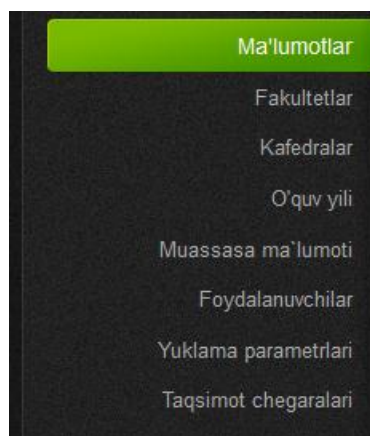 Ma'lumotlar
Fakultetlar
Kafedralar
O'quv yili
Muassasa ma`lumoti
Foydalanuvchilar
Yuklama parametrlari
Taqsimot chegaralari